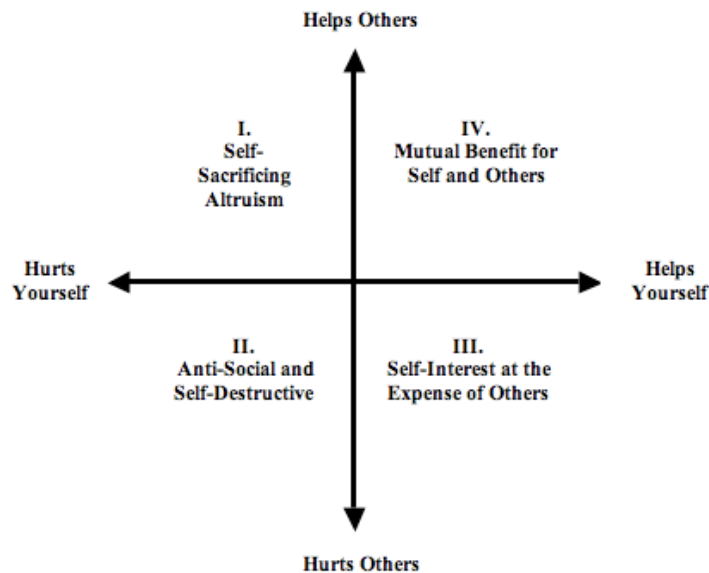 Helps Others
I.
Self-
Sacrificing
Altruism
IV.
Mutual Benefit for
Self and Others
Hurts
Yourself
Helps
Yourself
II.
Anti-Social and
Self-Destructive
III.
Self-Interest at the
Expense of Others
Hurts Others